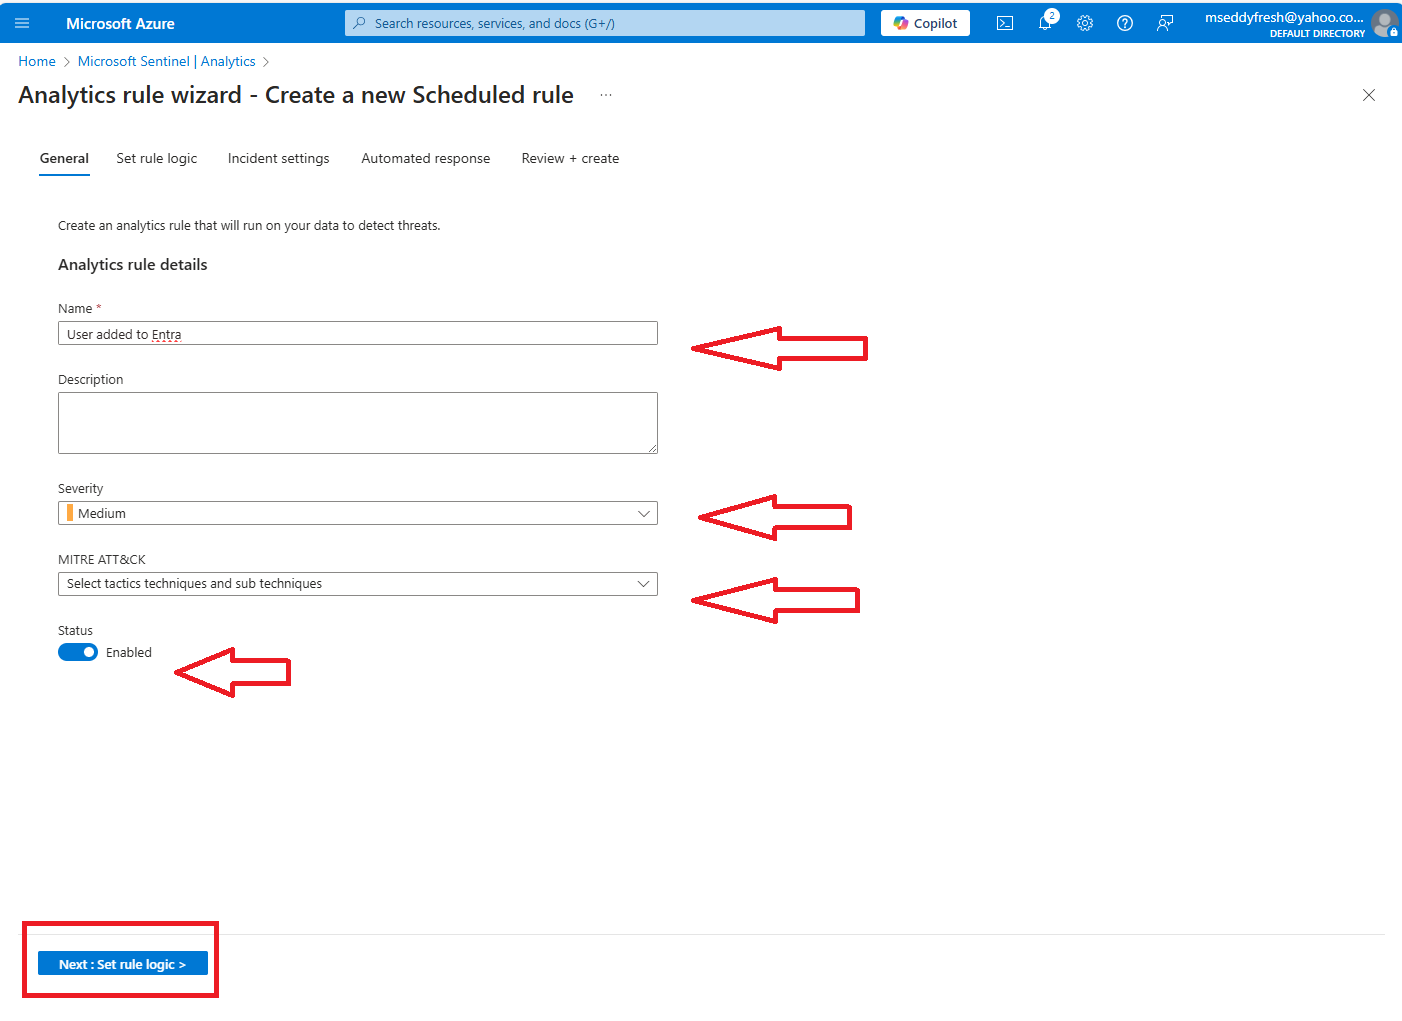 Microsoft Azure
Search resources, services, and docs (G+/)
Copilot
2
mseddyfresh@yahoo.co...
DEFAULT DIRECTORY
Home > Microsoft Sentinel | Analytics >
Analytics rule wizard - Create a new Scheduled rule ...
General Set rule logic Incident settings Automated response Review + create
Create an analytics rule that will run on your data to detect threats.
Analytics rule details
Name *
User added to Entra
Description
Severity
Medium
MITRE ATT&CK
Select tactics techniques and sub techniques
Status
Enabled
Next : Set rule logic >